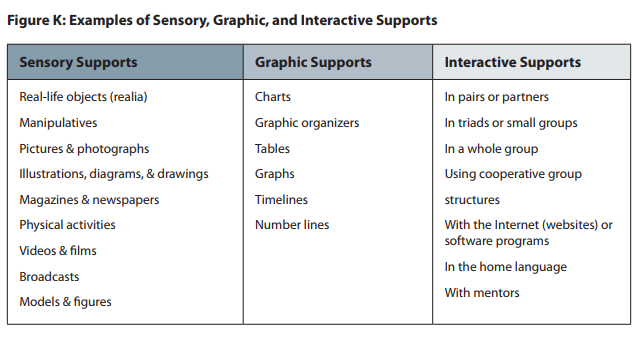 Figure K: Examples of Sensory, Graphic, and Interactive Supports
Sensory Supports
Real-life objects (realia)
Manipulatives
Pictures & photographs
Illustrations, diagrams, & drawings
Magazines & newspapers
Physical activities
Videos & films
Broadcasts
Models & figures
Graphic Supports
Charts
Graphic organizers
Tables
Graphs
Timelines
Number lines
Interactive Supports
In pairs or partners
In triads or small groups
In a whole group
Using cooperative group
structures
With the Internet (websites) or
software programs
In the home language
With mentors